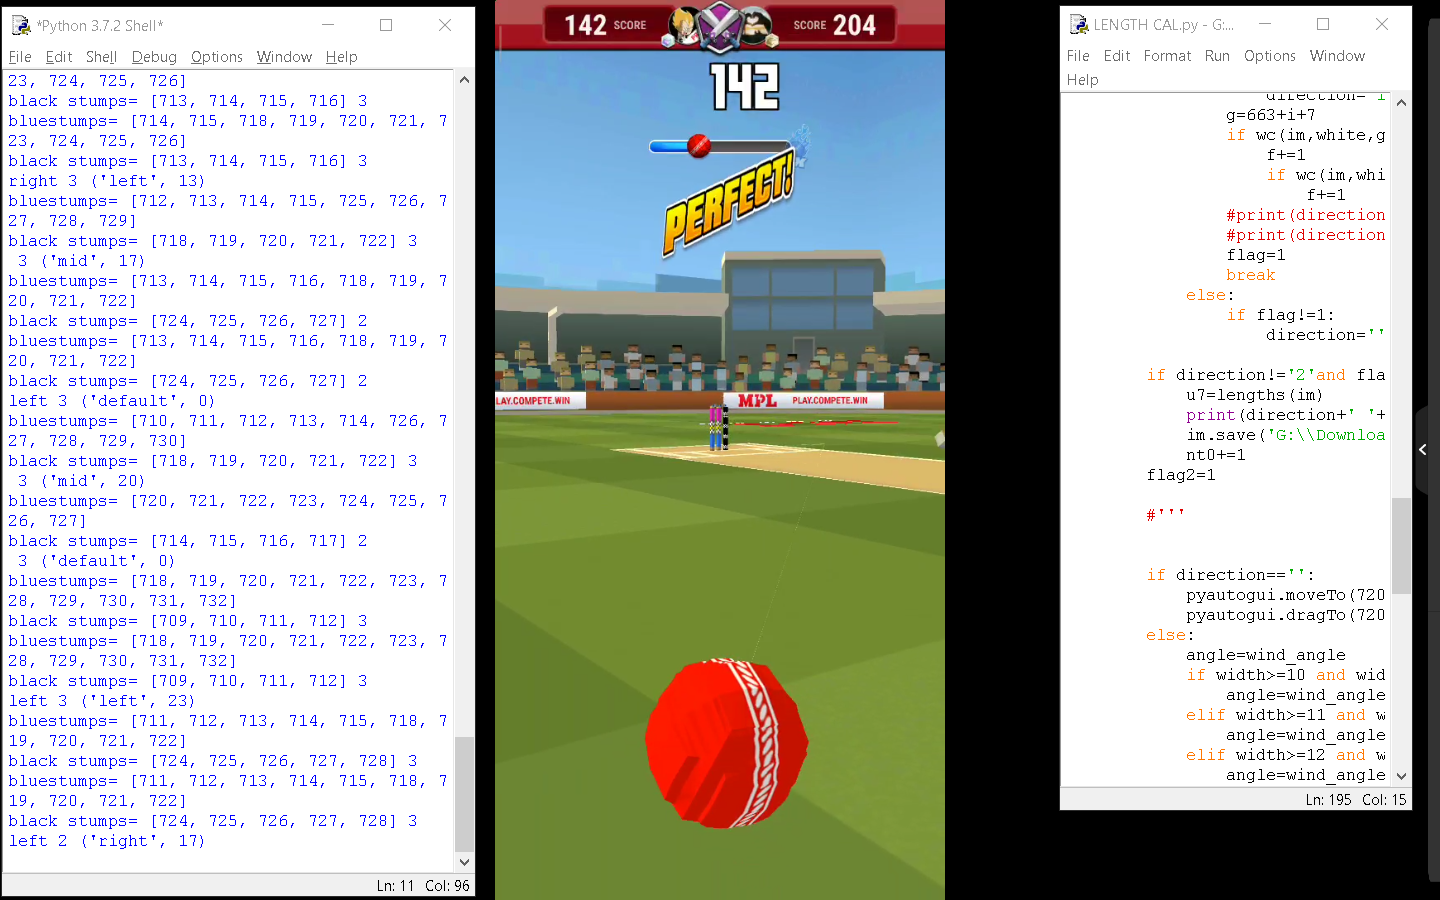 *Python 3.7.2 Shell*
File Edit Shell Debug Options Window Help
23, 724, 725, 726]
black stumps= [713, 714, 715, 716] 3
bluestumps= [714, 715, 718, 719, 720, 721, 7
23, 724, 725, 726]
black stumps= [713, 714, 715, 716] 3
right 3 ('left', 13)
bluestumps= [712, 713, 714, 715, 725, 726, 7
27, 728, 729]
black stumps= [718, 719, 720, 721, 722] 3
3 ('mid', 17)
bluestumps= [713, 714, 715, 716, 718, 719, 7
20, 721, 722]
black stumps= [724, 725, 726, 727] 2
bluestumps= [713, 714, 715, 716, 718, 719, 7
20, 721, 722]
black stumps= [724, 725, 726, 727] 2
left 3 ('default', 0)
bluestumps= [710, 711, 712, 713, 714, 726, 7
27, 728, 729, 730]
black stumps= [718, 719, 720, 721, 722] 3
3 ('mid', 20)
bluestumps= [720, 721, 722, 723, 724, 725, 7
26, 727]
black stumps= [714, 715, 716, 717] 2
3 ('default', 0)
bluestumps= [718, 719, 720, 721, 722, 723, 7
28, 729, 730, 731, 732]
black stumps= [709, 710, 711, 712] 3
bluestumps= [718, 719, 720, 721, 722, 723, 7
28, 729, 730, 731, 732]
black stumps= [709, 710, 711, 712] 3
left 3 ('left', 23)
bluestumps= [711, 712, 713, 714, 715, 718, 7
19, 720, 721, 722]
black stumps= [724, 725, 726, 727, 728] 3
bluestumps= [711, 712, 713, 714, 715, 718, 7
19, 720, 721, 722]
black stumps= [724, 725, 726, 727, 728] 3
left 2 ('right', 17)
Ln: 11 Col: 96
142 SCORE SCORE 204
142
PERFECT!
LAY.COMPETE.WIN MPL PLAY.COMPETE.WIN
LENGTH CAL.py - G:...
File Edit Format Run Options Window
Help
direction='i
g=663+i+7
if wc(im,white,g
f+=1
if wc(im,whi
f+=1
#print(direction
#print(direction
flag=1
break
else:
if flag!=1:
direction=''
if direction!='2'and fla
u7=lengths(im)
print(direction+' '+
im.save('G:\\Downloa
nt0+=1
flag2=1
#'''
if direction=='':
pyautogui.moveTo(720
pyautogui.dragTo(720
else:
angle=wind_angle
if width>=10 and wid
angle=wind_angle
elif width>=11 and w
angle=wind_angle
elif width>=12 and w
angle=wind_angle
Ln: 195 Col: 15